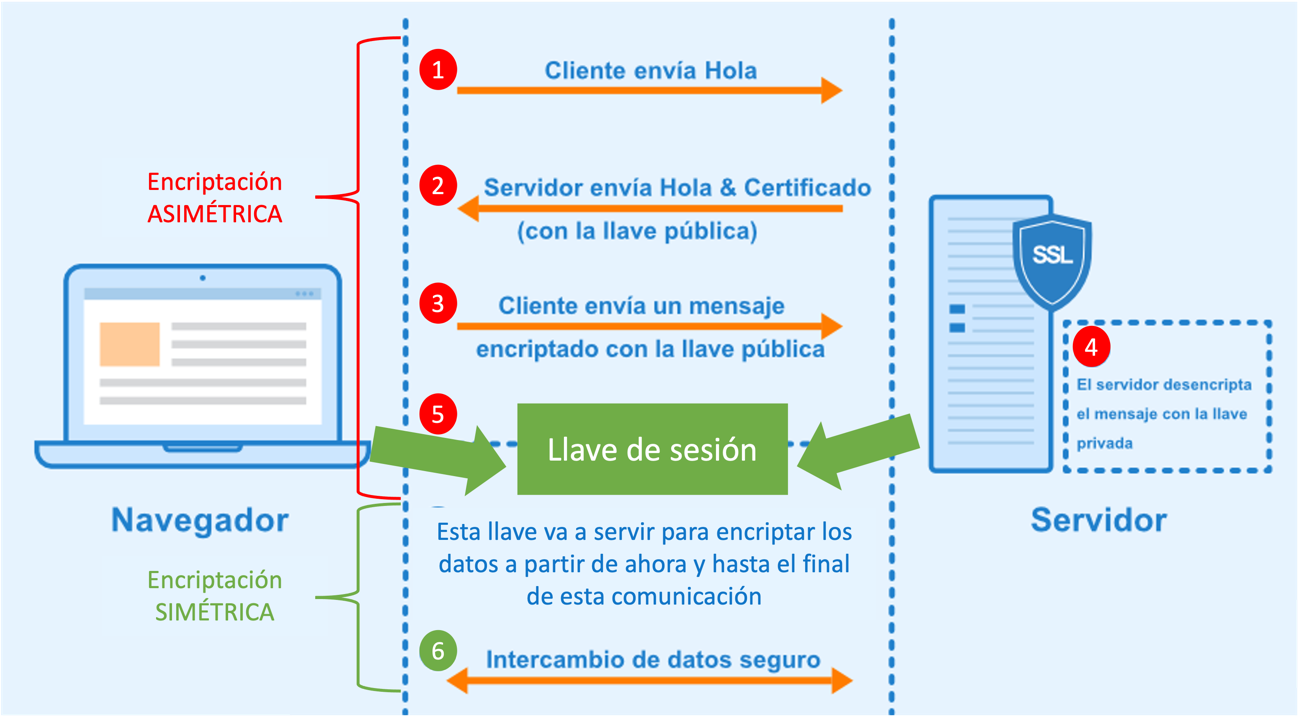 1
Cliente envía Hola
Encriptación
ASIMÉTRICA
2
Servidor envía Hola & Certificado
(con la llave pública)
SSL
3
Cliente envía un mensaje
encriptado con la llave pública
4
El servidor desencripta
el mensaje con la llave
privada
5
Llave de sesión
Navegador
Servidor
Esta llave va a servir para encriptar los
datos a partir de ahora y hasta el final
de esta comunicación
Encriptación
SIMÉTRICA
6
Intercambio de datos seguro